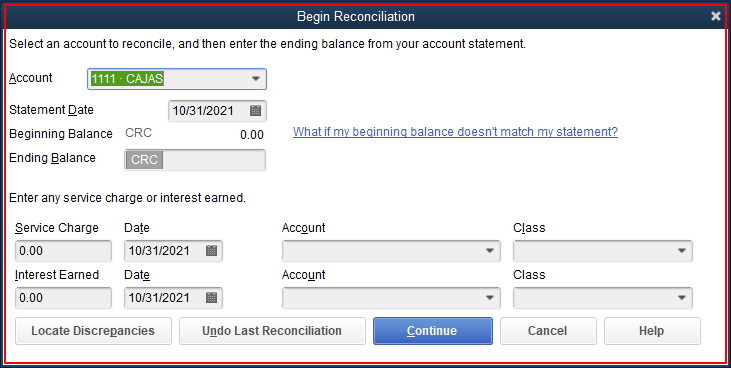 Begin Reconciliation
Select an account to reconcile, and then enter the ending balance from your account statement.
Account 1111 · CAJAS
Statement Date 10/31/2021
Beginning Balance CRC 0.00 What if my beginning balance doesn't match my statement?
Ending Balance CRC
Enter any service charge or interest earned.
Service Charge Date Account Class
0.00 10/31/2021
Interest Earned Date Account Class
0.00 10/31/2021
Locate Discrepancies Undo Last Reconciliation Continue Cancel Help